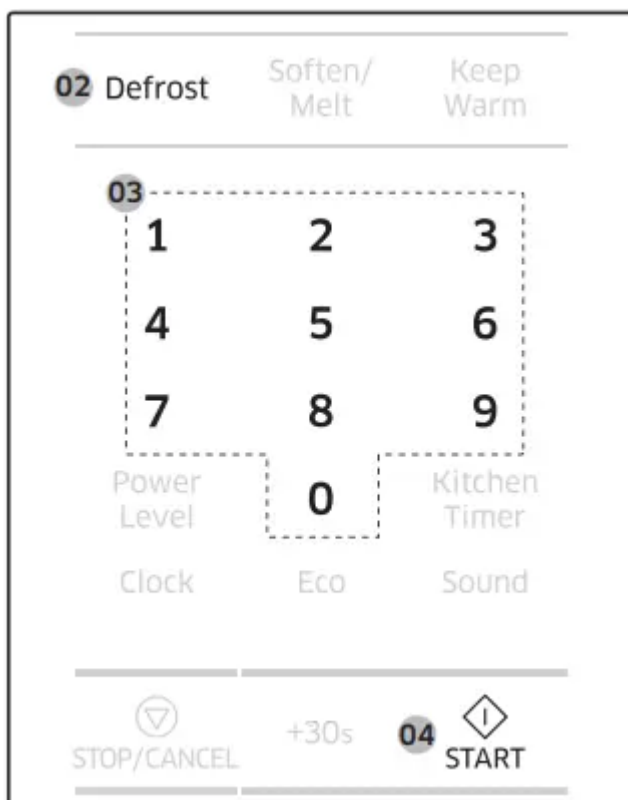 02 Defrost Soften/ Keep
Melt Warm
03
1 2 3
4 5 6
7 8 9
Power 0 Kitchen
Level Timer
Clock Eco Sound
STOP/CANCEL +30s 04 START